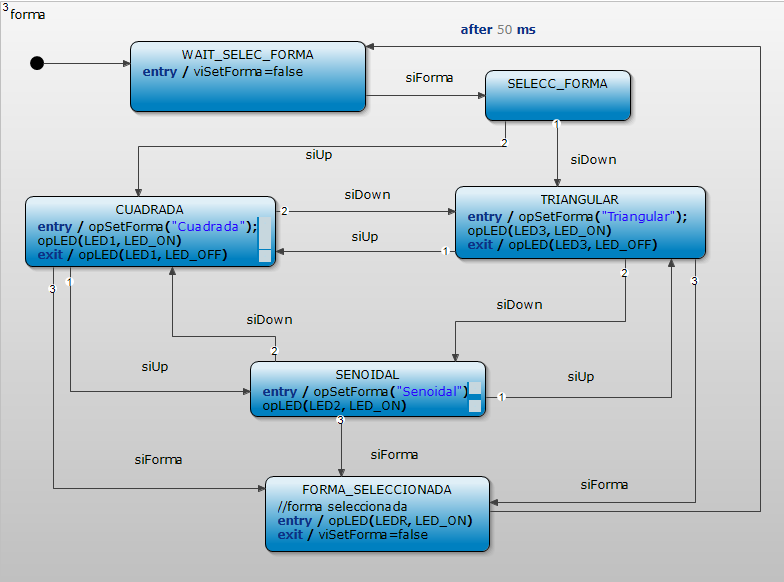 3
forma
after 50 ms
WAIT_SELEC_FORMA
entry / viSetForma=false
siForma
SELECC_FORMA
2
1
siUp
siDown
CUADRADA
entry / opSetForma("Cuadrada");
opLED(LED1, LED_ON)
exit / opLED(LED1, LED_OFF)
siDown
2
siUp
1
TRIANGULAR
entry / opSetForma("Triangular");
opLED(LED3, LED_ON)
exit / opLED(LED3, LED_OFF)
3
1
2
3
siDown
siDown
2
siUp
SENOIDAL
entry / opSetForma("Senoidal")
opLED(LED2, LED_ON)
siUp
1
3
siForma
siForma
siForma
FORMA_SELECCIONADA
//forma seleccionada
entry / opLED(LEDR, LED_ON)
exit / viSetForma=false